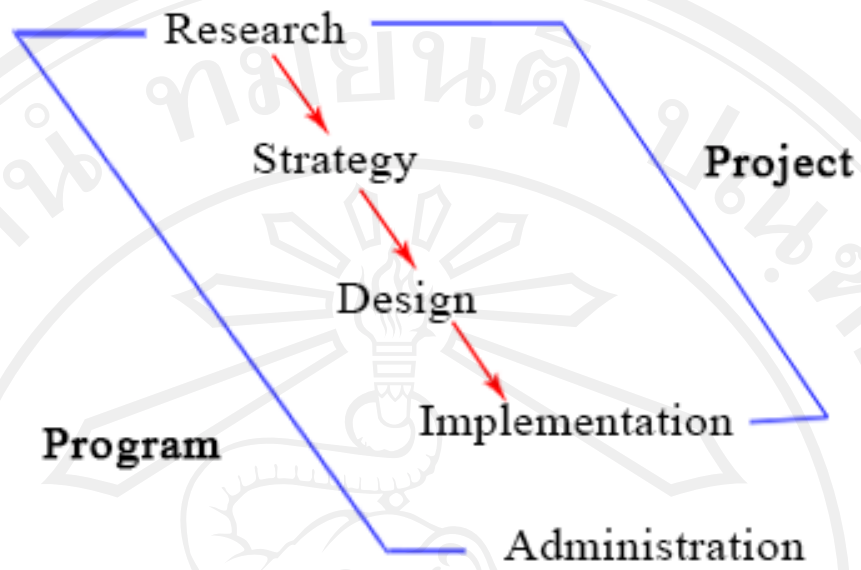 Research
Strategy
Project
Design
Implementation
Program
Administration